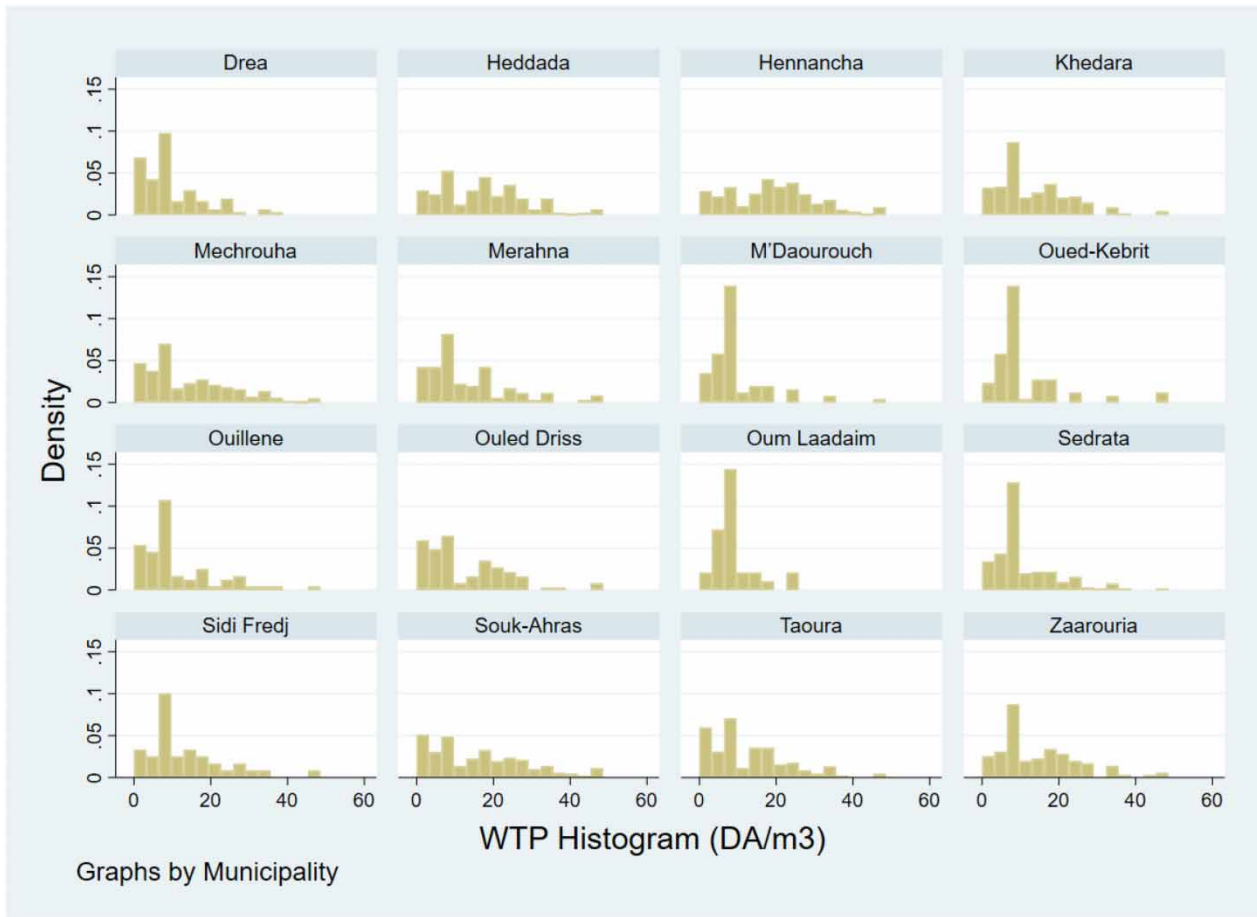 Drea Heddada Hennancha Khedara
0 .05 .1 .15
Mechrouha Merahna M'Daourouch Oued-Kebrit
0 .05 .1 .15
Ouillene Ouled Driss Oum Laadaim Sedrata
0 .05 .1 .15
Sidi Fredj Souk-Ahras Taoura Zaarouria
0 .05 .1 .15
0 20 40 60 0 20 40 60 0 20 40 60 0 20 40 60
Density
WTP Histogram (DA/m3)
Graphs by Municipality